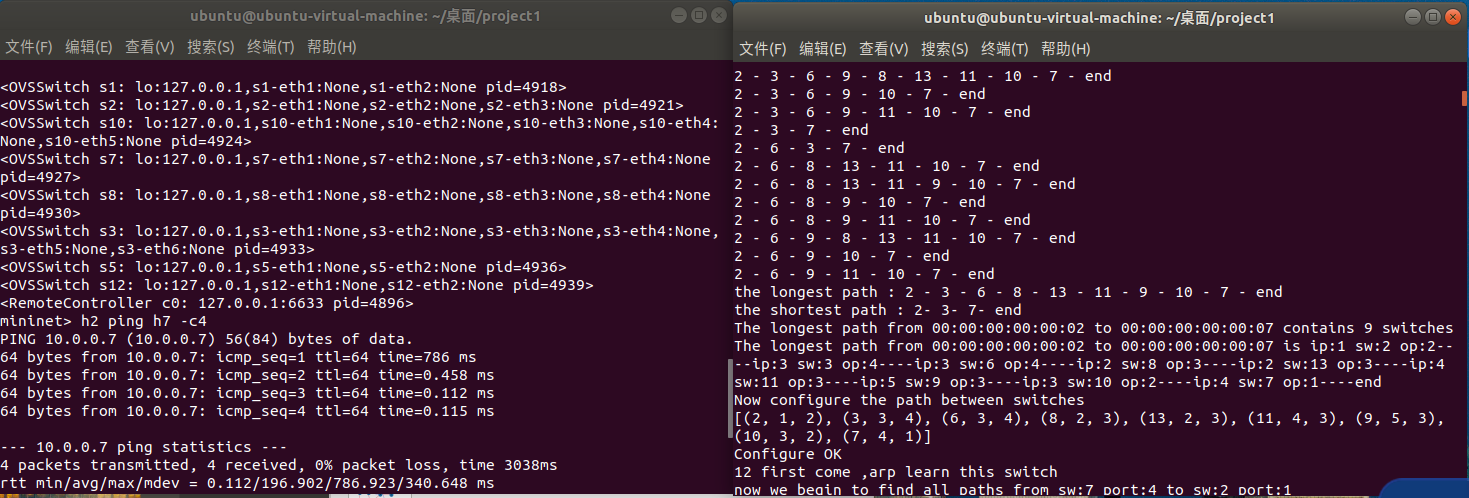 ubuntu@ubuntu-virtual-machine: ~/桌面/project1
文件(F) 编辑(E) 查看(V) 搜索(S) 终端(T) 帮助(H)
<OVSSwitch s1: lo:127.0.0.1,s1-eth1:None,s1-eth2:None pid=4918>
<OVSSwitch s2: lo:127.0.0.1,s2-eth1:None,s2-eth2:None,s2-eth3:None pid=4921>
<OVSSwitch s10: lo:127.0.0.1,s10-eth1:None,s10-eth2:None,s10-eth3:None,s10-eth4:
None,s10-eth5:None pid=4924>
<OVSSwitch s7: lo:127.0.0.1,s7-eth1:None,s7-eth2:None,s7-eth3:None,s7-eth4:None
pid=4927>
<OVSSwitch s8: lo:127.0.0.1,s8-eth1:None,s8-eth2:None,s8-eth3:None,s8-eth4:None
pid=4930>
<OVSSwitch s3: lo:127.0.0.1,s3-eth1:None,s3-eth2:None,s3-eth3:None,s3-eth4:None,
s3-eth5:None,s3-eth6:None pid=4933>
<OVSSwitch s5: lo:127.0.0.1,s5-eth1:None,s5-eth2:None pid=4936>
<OVSSwitch s12: lo:127.0.0.1,s12-eth1:None,s12-eth2:None pid=4939>
<RemoteController c0: 127.0.0.1:6633 pid=4896>
mininet> h2 ping h7 -c4
PING 10.0.0.7 (10.0.0.7) 56(84) bytes of data.
64 bytes from 10.0.0.7: icmp_seq=1 ttl=64 time=786 ms
64 bytes from 10.0.0.7: icmp_seq=2 ttl=64 time=0.458 ms
64 bytes from 10.0.0.7: icmp_seq=3 ttl=64 time=0.112 ms
64 bytes from 10.0.0.7: icmp_seq=4 ttl=64 time=0.115 ms
--- 10.0.0.7 ping statistics ---
4 packets transmitted, 4 received, 0% packet loss, time 3038ms
rtt min/avg/max/mdev = 0.112/196.902/786.923/340.648 ms
ubuntu@ubuntu-virtual-machine: ~/桌面/project1
文件(F) 编辑(E) 查看(V) 搜索(S) 终端(T) 帮助(H)
2 - 3 - 6 - 9 - 8 - 13 - 11 - 10 - 7 - end
2 - 3 - 6 - 9 - 10 - 7 - end
2 - 3 - 6 - 9 - 11 - 10 - 7 - end
2 - 3 - 7 - end
2 - 6 - 3 - 7 - end
2 - 6 - 8 - 13 - 11 - 10 - 7 - end
2 - 6 - 8 - 13 - 11 - 9 - 10 - 7 - end
2 - 6 - 8 - 9 - 10 - 7 - end
2 - 6 - 8 - 9 - 11 - 10 - 7 - end
2 - 6 - 9 - 8 - 13 - 11 - 10 - 7 - end
2 - 6 - 9 - 10 - 7 - end
2 - 6 - 9 - 11 - 10 - 7 - end
the longest path : 2 - 3 - 6 - 8 - 13 - 11 - 9 - 10 - 7 - end
the shortest path : 2- 3- 7- end
The longest path from 00:00:00:00:00:02 to 00:00:00:00:00:07 contains 9 switches
The longest path from 00:00:00:00:00:02 to 00:00:00:00:00:07 is ip:1 sw:2 op:2--
--ip:3 sw:3 op:4----ip:3 sw:6 op:4----ip:2 sw:8 op:3----ip:2 sw:13 op:3----ip:4
sw:11 op:3----ip:5 sw:9 op:3----ip:3 sw:10 op:2----ip:4 sw:7 op:1----end
Now configure the path between switches
[(2, 1, 2), (3, 3, 4), (6, 3, 4), (8, 2, 3), (13, 2, 3), (11, 4, 3), (9, 5, 3),
(10, 3, 2), (7, 4, 1)]
Configure OK
12 first come ,arp learn this switch
now we begin to find all paths from sw:7 port:4 to sw:2 port:1